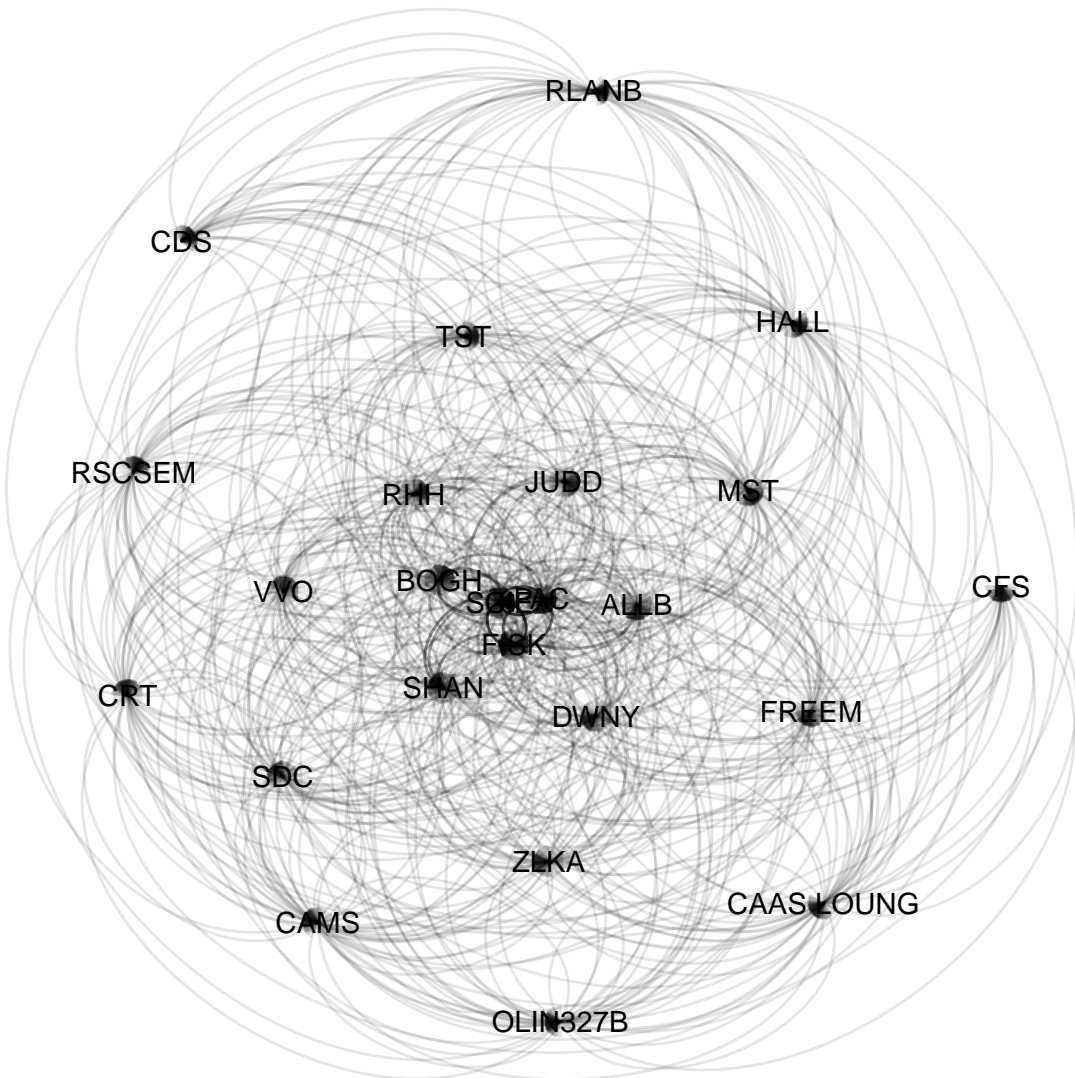 RLANB
CDS
HALL
TST
RSCSEM
JUDD
MST
RHH
BOGH
VVO
CFS
PAC
ALLB
FISK
SHAN
CRT
FREEM
DWNY
SDC
ZLKA
CAAS LOUNG
CAMS
OLIN327B